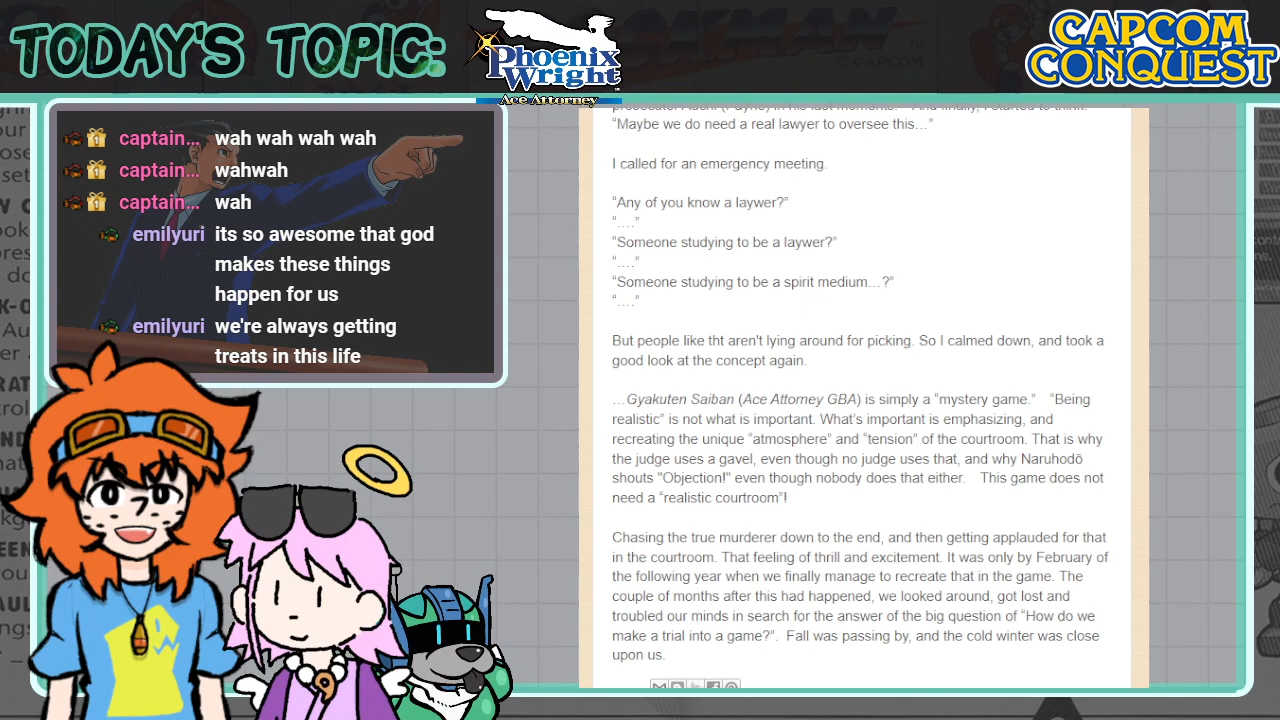 TODAY'S TOPIC:
Phoenix
Wright
Ace Attorney
CAPCOM
CONQUEST
captain... wah wah wah wah
captain... wahwah
captain... wah
emilyuri its so awesome that god
makes these things
happen for us
emilyuri we're always getting
treats in this life
“Maybe we do need a real lawyer to oversee this…”
I called for an emergency meeting.
“Any of you know a laywer?”
“….”
“Someone studying to be a laywer?”
“….”
“Someone studying to be a spirit medium…?”
“….”
But people like tht aren't lying around for picking. So I calmed down, and took a
good look at the concept again.
…Gyakuten Saiban (Ace Attorney GBA) is simply a “mystery game.” “Being
realistic” is not what is important. What's important is emphasizing, and
recreating the unique “atmosphere” and “tension” of the courtroom. That is why
the judge uses a gavel, even though no judge uses that, and why Naruhodō
shouts "Objection!" even though nobody does that either. This game does not
need a “realistic courtroom”!
Chasing the true murderer down to the end, and then getting applauded for that
in the courtroom. That feeling of thrill and excitement. It was only by February of
the following year when we finally manage to recreate that in the game. The
couple of months after this had happened, we looked around, got lost and
troubled our minds in search for the answer of the big question of “How do we
make a trial into a game?”. Fall was passing by, and the cold winter was close
upon us.